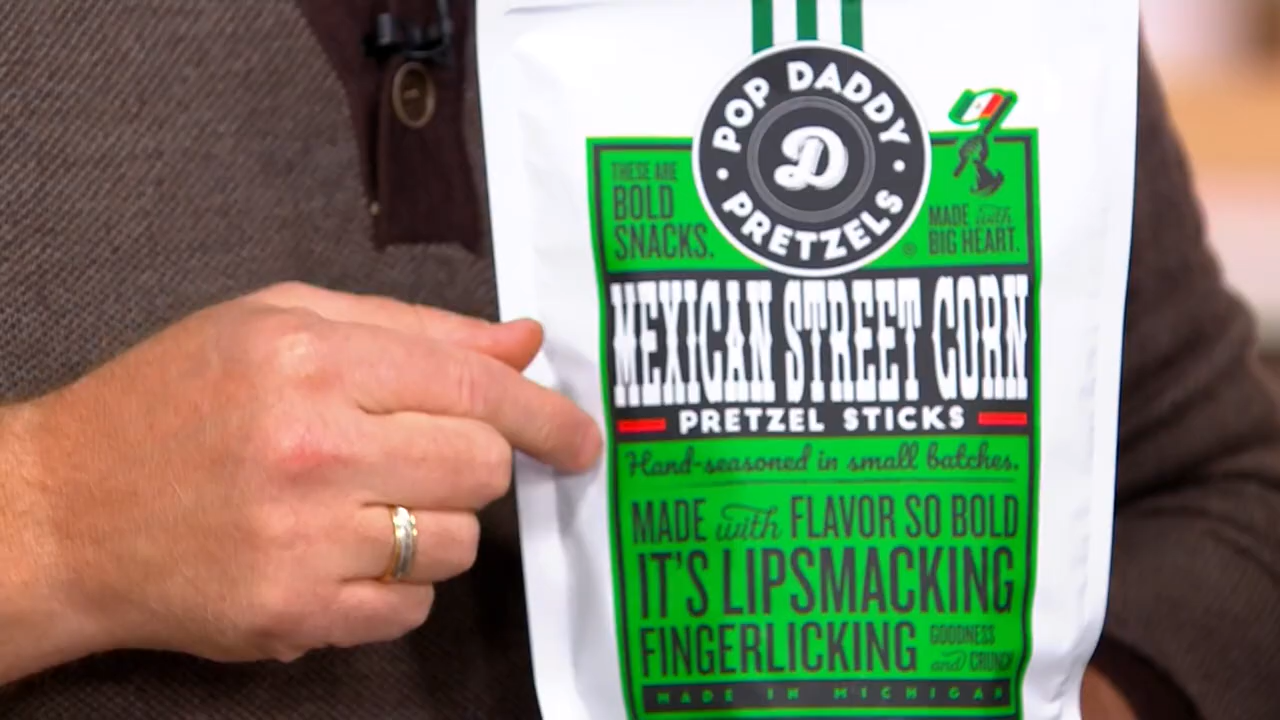 POP DADDY
D
PRETZELS
THESE ARE
BOLD
SNACKS.
MADE with
BIG HEART.
MEXICAN STREET CORN
PRETZEL STICKS
Hand-seasoned in small batches.
MADE with FLAVOR SO BOLD
IT'S LIPSMACKING
FINGERLICKING
GOODNESS
and CRUNCH
MADE IN MICHIGAN